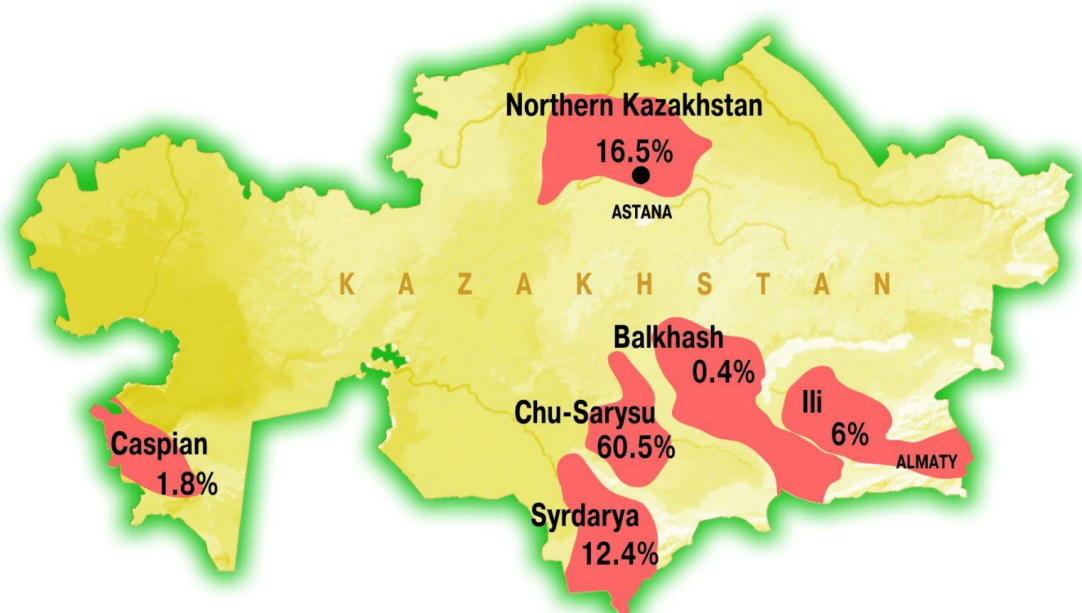 Northern Kazakhstan
16.5%
ASTANA
KAZAKHSTAN
Balkhash
0.4%
Ili
6%
ALMATY
Chu-Sarysu
60.5%
Caspian
1.8%
Syrdarya
12.4%